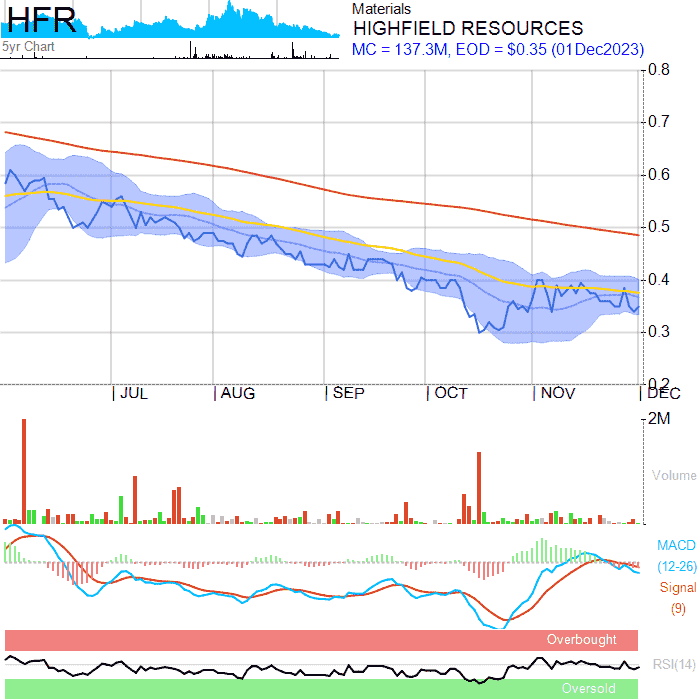 HFR
5yr Chart
Materials
HIGHFIELD RESOURCES
MC = 137.3M, EOD = $0.35 (01Dec2023)
0.8
0.7
0.6
0.5
0.4
0.3
0.2
JUL AUG SEP OCT NOV DEC
2M
Volume
MACD
(12-26)
Signal
(9)
Overbought
RSI(14)
Oversold